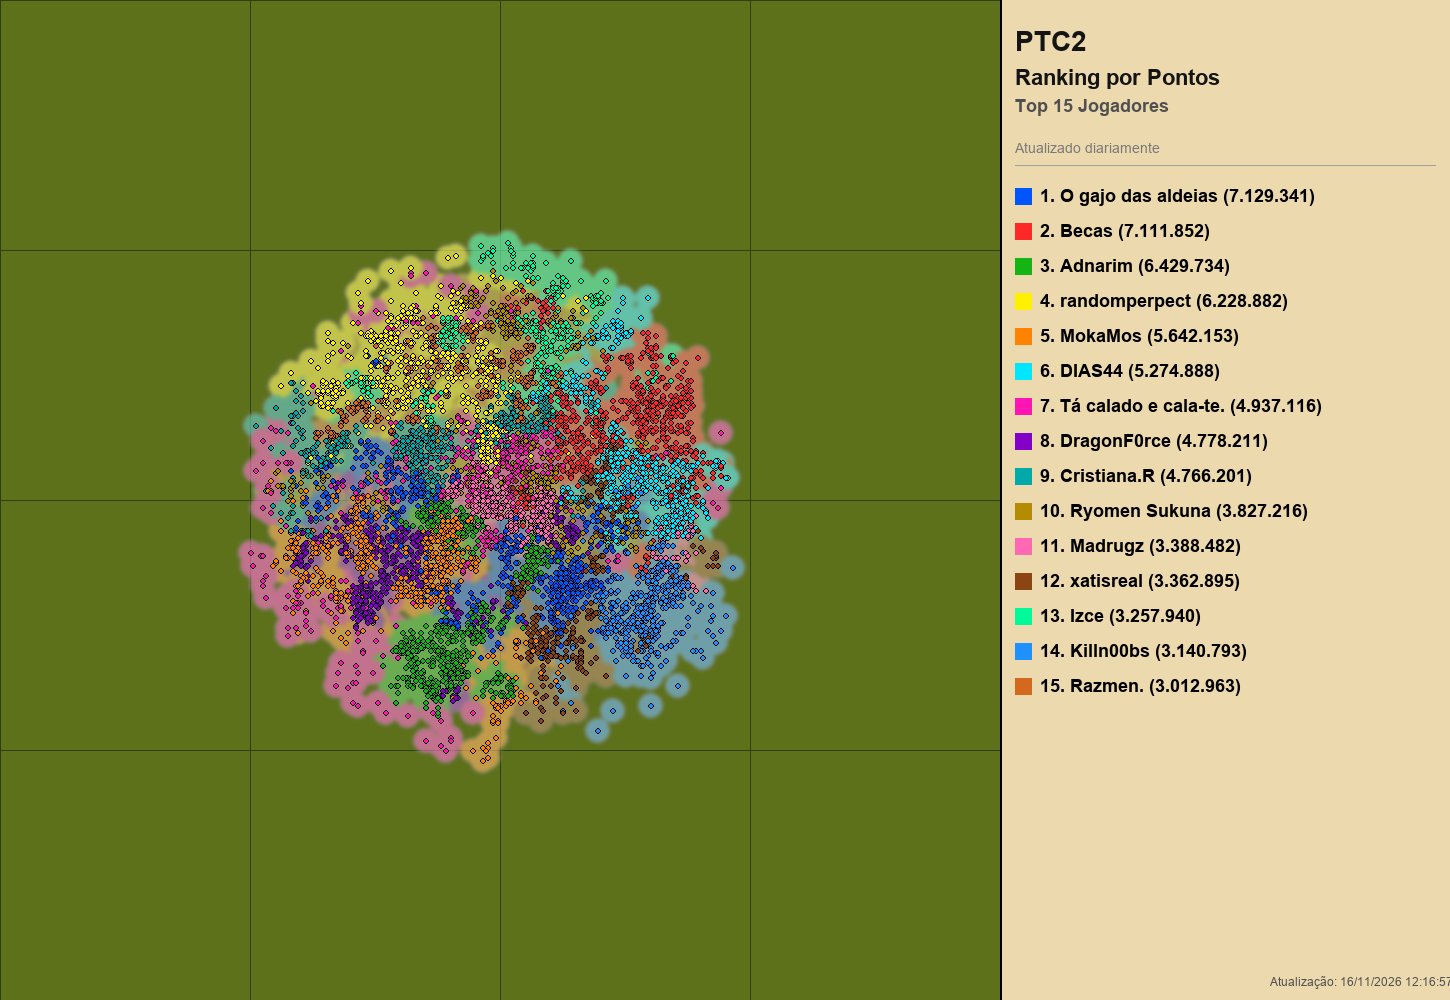 PTC2
Ranking por Pontos
Top 15 Jogadores
Atualizado diariamente
1. O gajo das aldeias (7.129.341)
2. Becas (7.111.852)
3. Adnarim (6.429.734)
4. randomperpect (6.228.882)
5. MokaMos (5.642.153)
6. DIAS44 (5.274.888)
7. Tá calado e cala-te. (4.937.116)
8. DragonF0rce (4.778.211)
9. Cristiana.R (4.766.201)
10. Ryomen Sukuna (3.827.216)
11. Madrugz (3.388.482)
12. xatisreal (3.362.895)
13. Izce (3.257.940)
14. Killn00bs (3.140.793)
15. Razmen. (3.012.963)
Atualização: 16/11/2026 12:16:57